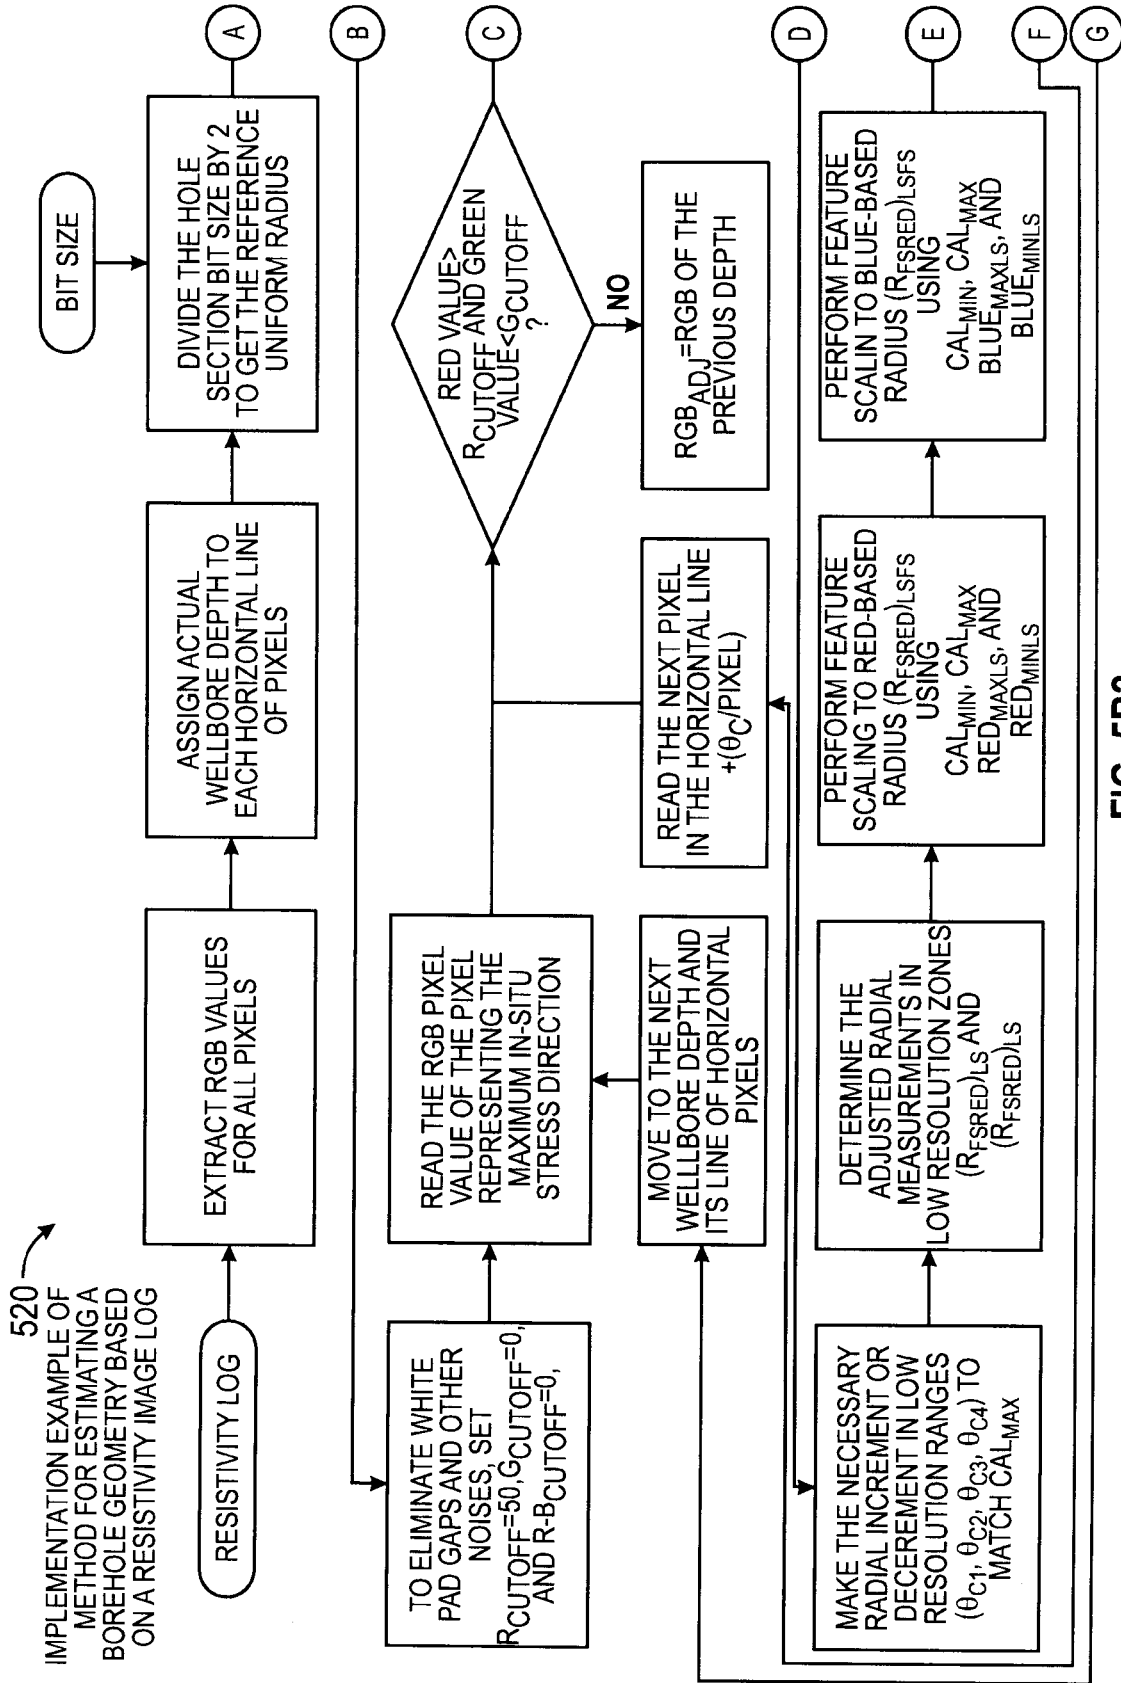 520
IMPLEMENTATION EXAMPLE OF
METHOD FOR ESTIMATING A
BOREHOLE GEOMETRY BASED
ON A RESISTIVITY IMAGE LOG
RESISTIVITY LOG
EXTRACT RGB VALUES
FOR ALL PIXELS
ASSIGN ACTUAL
WELLBORE DEPTH TO
EACH HORIZONTAL LINE
OF PIXELS
BIT SIZE
DIVIDE THE HOLE
SECTION BIT SIZE BY 2
TO GET THE REFERENCE
UNIFORM RADIUS
A
B
TO ELIMINATE WHITE
PAD GAPS AND OTHER
NOISES, SET
RCUTOFF=50,GCUTOFF=0,
AND R-BCUTOFF=0,
READ THE RGB PIXEL
VALUE OF THE PIXEL
REPRESENTING THE
MAXIMUM IN-SITU
STRESS DIRECTION
RED VALUE>
RCUTOFF AND GREEN
VALUE<GCUTOFF
?
C
NO
MOVE TO THE NEXT
WELLLBORE DEPTH AND
ITS LINE OF HORIZONTAL
PIXELS
READ THE NEXT PIXEL
IN THE HORIZONTAL LINE
+(θC/PIXEL)
RGBADJ=RGB OF THE
PREVIOUS DEPTH
D
MAKE THE NECESSARY
RADIAL INCREMENT OR
DECEREMENT IN LOW
RESOLUTION RANGES
(θC1, θC2, θC3, θC4) TO
MATCH CALMAX
DETERMINE THE
ADJUSTED RADIAL
MEASUREMENTS IN
LOW RESOLUTION ZONES
(RFSRED)LS AND
(RFSRED)LS
PERFORM FEATURE
SCALING TO RED-BASED
RADIUS (RFSRED)LSFS
USING
CALMIN, CALMAX
REDMAXLS, AND
REDMINLS
PERFORM FEATURE
SCALIN TO BLUE-BASED
RADIUS (RFSRED)LSFS
USING
CALMIN, CALMAX
BLUEMAXLS, AND
BLUEMINLS
E
F
G